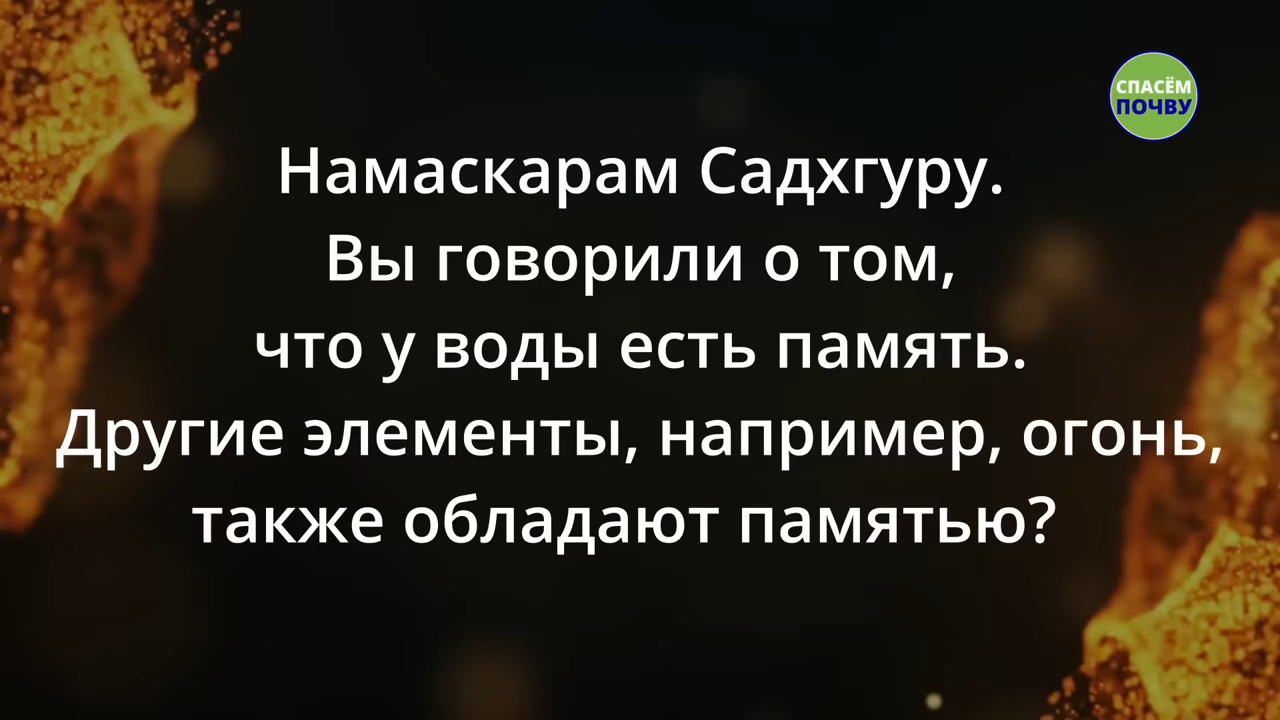 СПАСЁМ
ПОЧВУ
Намаскарам Садхгуру.
Вы говорили о том,
что у воды есть память.
Другие элементы, например, огонь,
также обладают памятью?